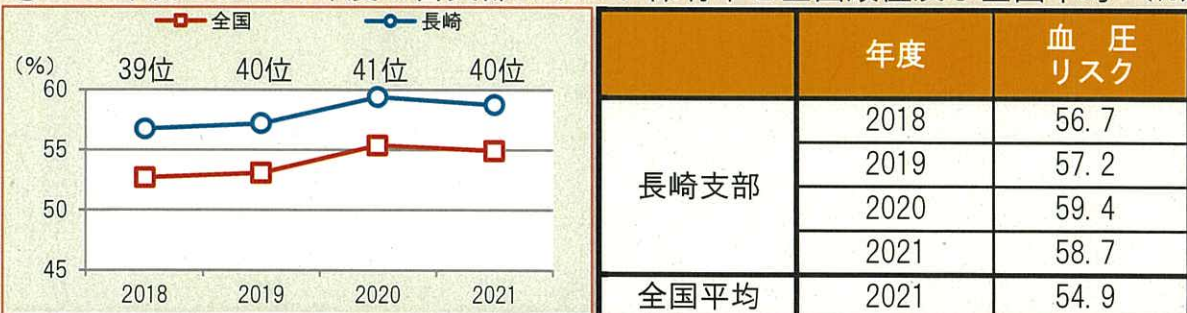 全国 長崎
(%) 39位 40位 41位 40位
60
55
50
45
2018 2019 2020 2021
年度 血 圧
リスク
長崎支部 2018 56.7
2019 57.2
2020 59.4
2021 58.7
全国平均 2021 54.9